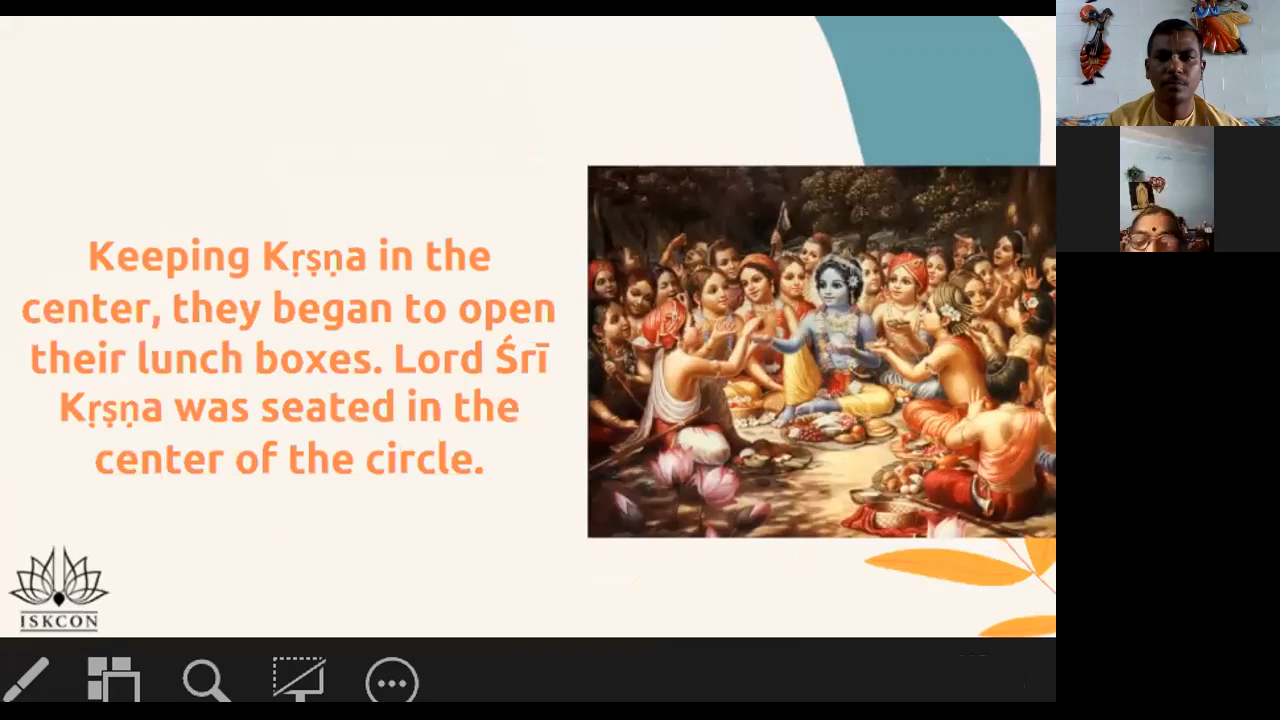 Keeping Kṛṣṇa in the
center, they began to open
their lunch boxes. Lord Śrī
Kṛṣṇa was seated in the
center of the circle.
ISKCON